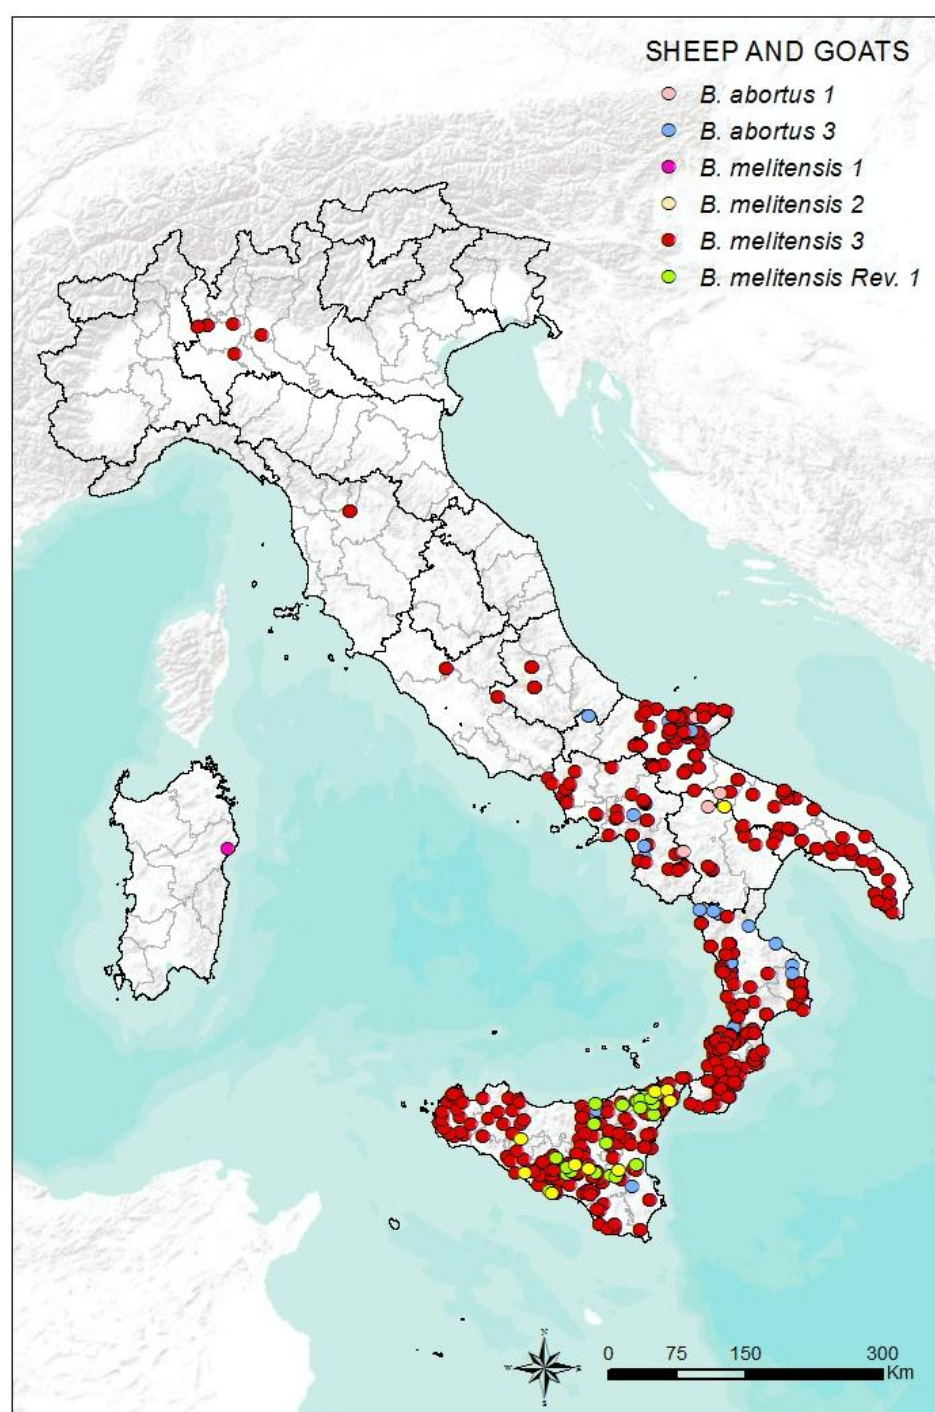 SHEEP AND GOATS
B. abortus 1
B. abortus 3
B. melitensis 1
B. melitensis 2
B. melitensis 3
B. melitensis Rev. 1
N
W E
S
0 75 150 300
Km